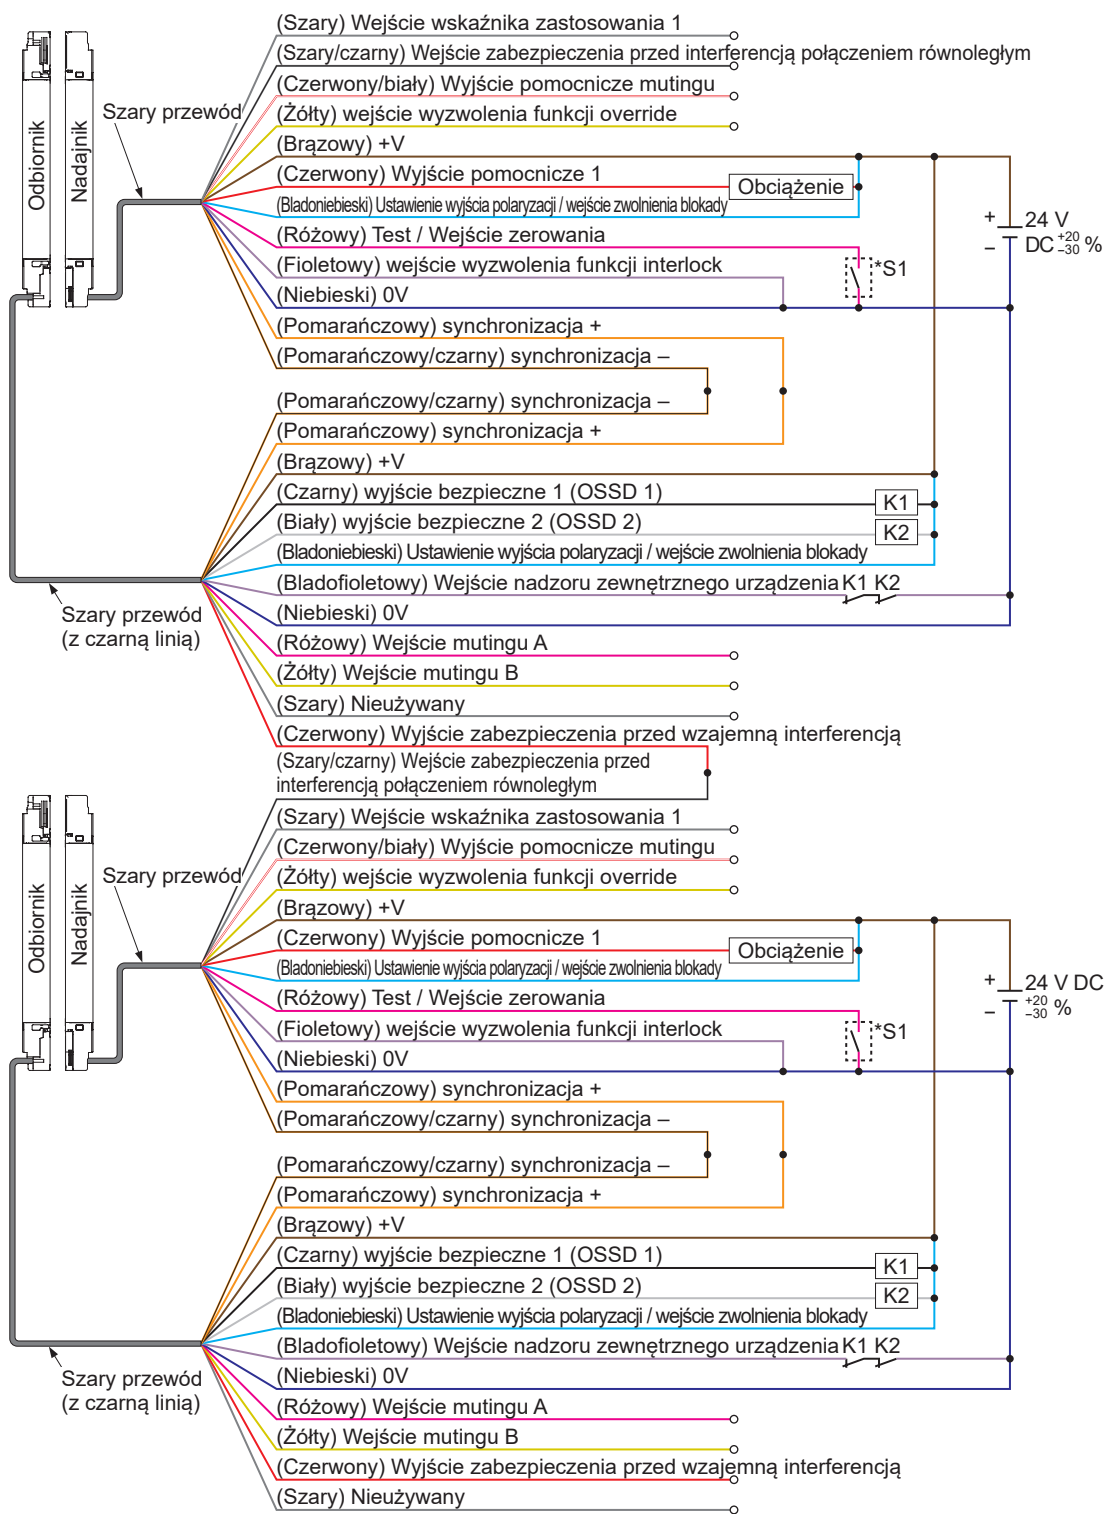 (Szary) Wejście wskaźnika zastosowania 1
(Szary/czarny) Wejście zabezpieczenia przed interferencją połączeniem równoległym
(Czerwony/biały) Wyjście pomocnicze mutingu
Szary przewód
(Żółty) wejście wyzwolenia funkcji override
(Brązowy) +V
Odbiornik
Nadajnik
(Czerwony) Wyjście pomocnicze 1
Obciążenie
(Bladoniebieski) Ustawienie wyjścia polaryzacji / wejście zwolnienia blokady
+
–
24 V
DC +20 –30 %
(Różowy) Test / Wejście zerowania
(Fioletowy) wejście wyzwolenia funkcji interlock
*S1
(Niebieski) 0V
(Pomarańczowy) synchronizacja +
(Pomarańczowy/czarny) synchronizacja –
(Pomarańczowy/czarny) synchronizacja –
(Pomarańczowy) synchronizacja +
(Brązowy) +V
(Czarny) wyjście bezpieczne 1 (OSSD 1)
K1
(Biały) wyjście bezpieczne 2 (OSSD 2)
K2
(Bladoniebieski) Ustawienie wyjścia polaryzacji / wejście zwolnienia blokady
(Bladofioletowy) Wejście nadzoru zewnętrznego urządzenia
K1 K2
(Niebieski) 0V
Szary przewód
(z czarną linią)
(Różowy) Wejście mutingu A
(Żółty) Wejście mutingu B
(Szary) Nieużywany
(Czerwony) Wyjście zabezpieczenia przed wzajemną interferencją
(Szary/czarny) Wejście zabezpieczenia przed
interferencją połączeniem równoległym
(Szary) Wejście wskaźnika zastosowania 1
(Czerwony/biały) Wyjście pomocnicze mutingu
Szary przewód
(Żółty) wejście wyzwolenia funkcji override
(Brązowy) +V
Odbiornik
Nadajnik
(Czerwony) Wyjście pomocnicze 1
Obciążenie
(Bladoniebieski) Ustawienie wyjścia polaryzacji / wejście zwolnienia blokady
+
–
24 V DC
+20 –30 %
(Różowy) Test / Wejście zerowania
(Fioletowy) wejście wyzwolenia funkcji interlock
*S1
(Niebieski) 0V
(Pomarańczowy) synchronizacja +
(Pomarańczowy/czarny) synchronizacja –
(Pomarańczowy/czarny) synchronizacja –
(Pomarańczowy) synchronizacja +
(Brązowy) +V
(Czarny) wyjście bezpieczne 1 (OSSD 1)
K1
(Biały) wyjście bezpieczne 2 (OSSD 2)
K2
(Bladoniebieski) Ustawienie wyjścia polaryzacji / wejście zwolnienia blokady
(Bladofioletowy) Wejście nadzoru zewnętrznego urządzenia
K1 K2
(Niebieski) 0V
Szary przewód
(z czarną linią)
(Różowy) Wejście mutingu A
(Żółty) Wejście mutingu B
(Czerwony) Wyjście zabezpieczenia przed wzajemną interferencją
(Szary) Nieużywany